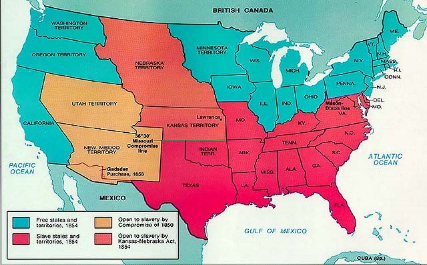 BRITISH CANADA
WASHINGTON
TERRITORY
OREGON TERRITORY
NEBRASKA
TERRITORY
MINNESOTA
TERRITORY
WIS.
MICH.
ME.
VT.
N.H.
N.Y.
MASS.
R.I.
CONN.
IOWA
PENNA.
N.J.
UTAH TERRITORY
ILL.
IND.
OHIO
DEL.
MD.
Mason-
Dixon line
CALIFORNIA
KANSAS TERRITORY
Lawrence
MO.
KY.
VA.
36°30'
Missouri
Compromise
line
NEW MEXICO
TERRITORY
INDIAN
TERR.
ARK.
TENN.
N.C.
S.C.
PACIFIC
OCEAN
Gadsden
Purchase, 1853
MISS.
ALA.
GA.
ATLANTIC
OCEAN
TEXAS
LA.
MEXICO
FLA.
GULF OF MEXICO
CUBA (Sp.)
Free states and
territories, 1854
Open to slavery by
Compromise of 1850
Slave states and
territories, 1854
Open to slavery by
Kansas-Nebraska Act,
1854